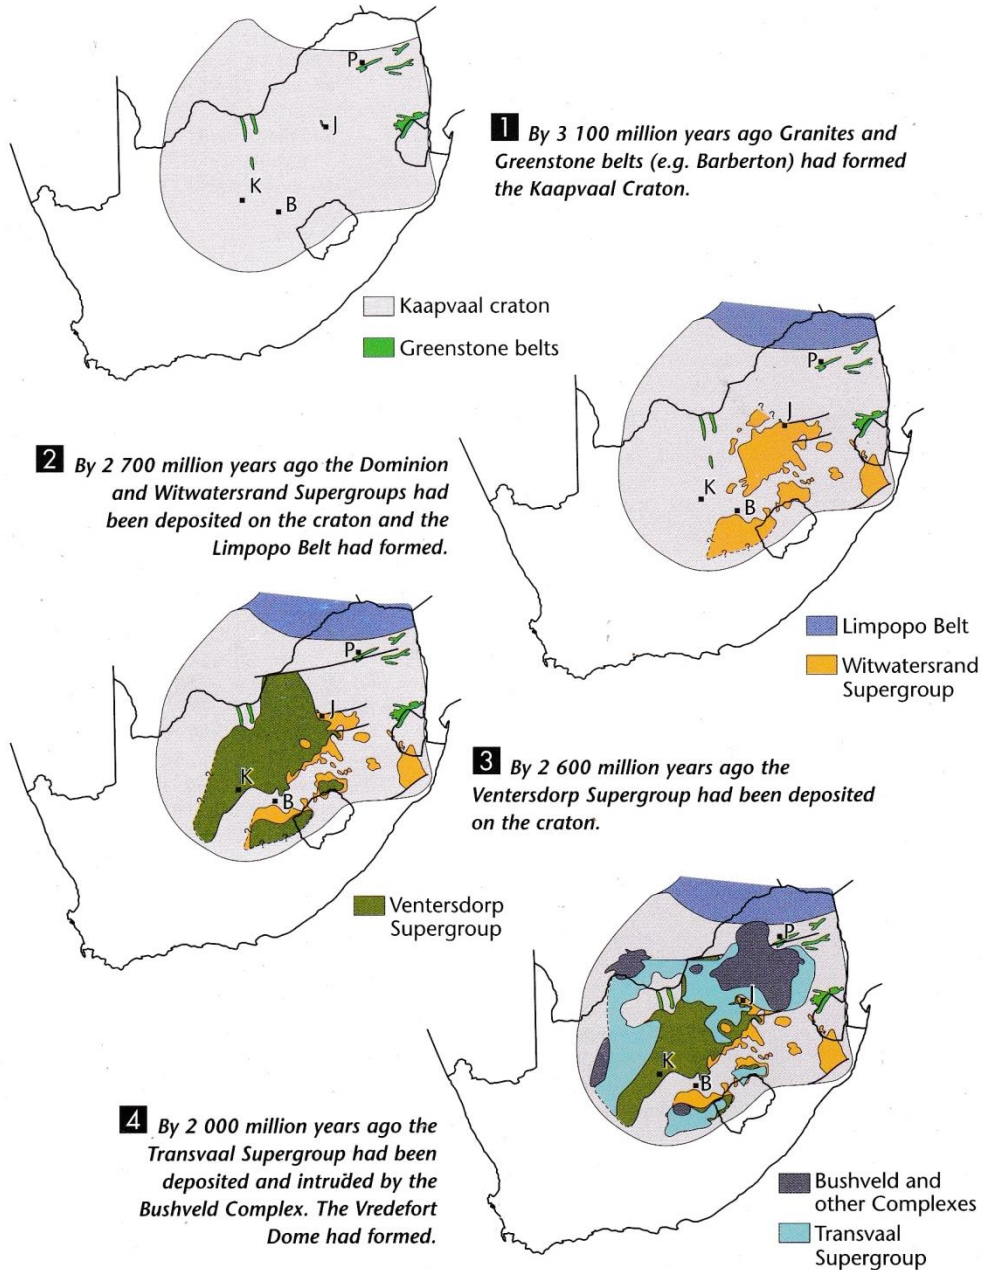 P
J
K
B
1 By 3 100 million years ago Granites and
Greenstone belts (e.g. Barberton) had formed
the Kaapvaal Craton.
Kaapvaal craton
Greenstone belts
2 By 2 700 million years ago the Dominion
and Witwatersrand Supergroups had
been deposited on the craton and the
Limpopo Belt had formed.
P
? ?
J
K
B
? ? ?
Limpopo Belt
Witwatersrand
Supergroup
P
J
K
B
?
? ? ?
3 By 2 600 million years ago the
Ventersdorp Supergroup had been deposited
on the craton.
Ventersdorp
Supergroup
P
J
K
B
4 By 2 000 million years ago the
Transvaal Supergroup had been
deposited and intruded by the
Bushveld Complex. The Vredefort
Dome had formed.
Bushveld and
other Complexes
Transvaal
Supergroup